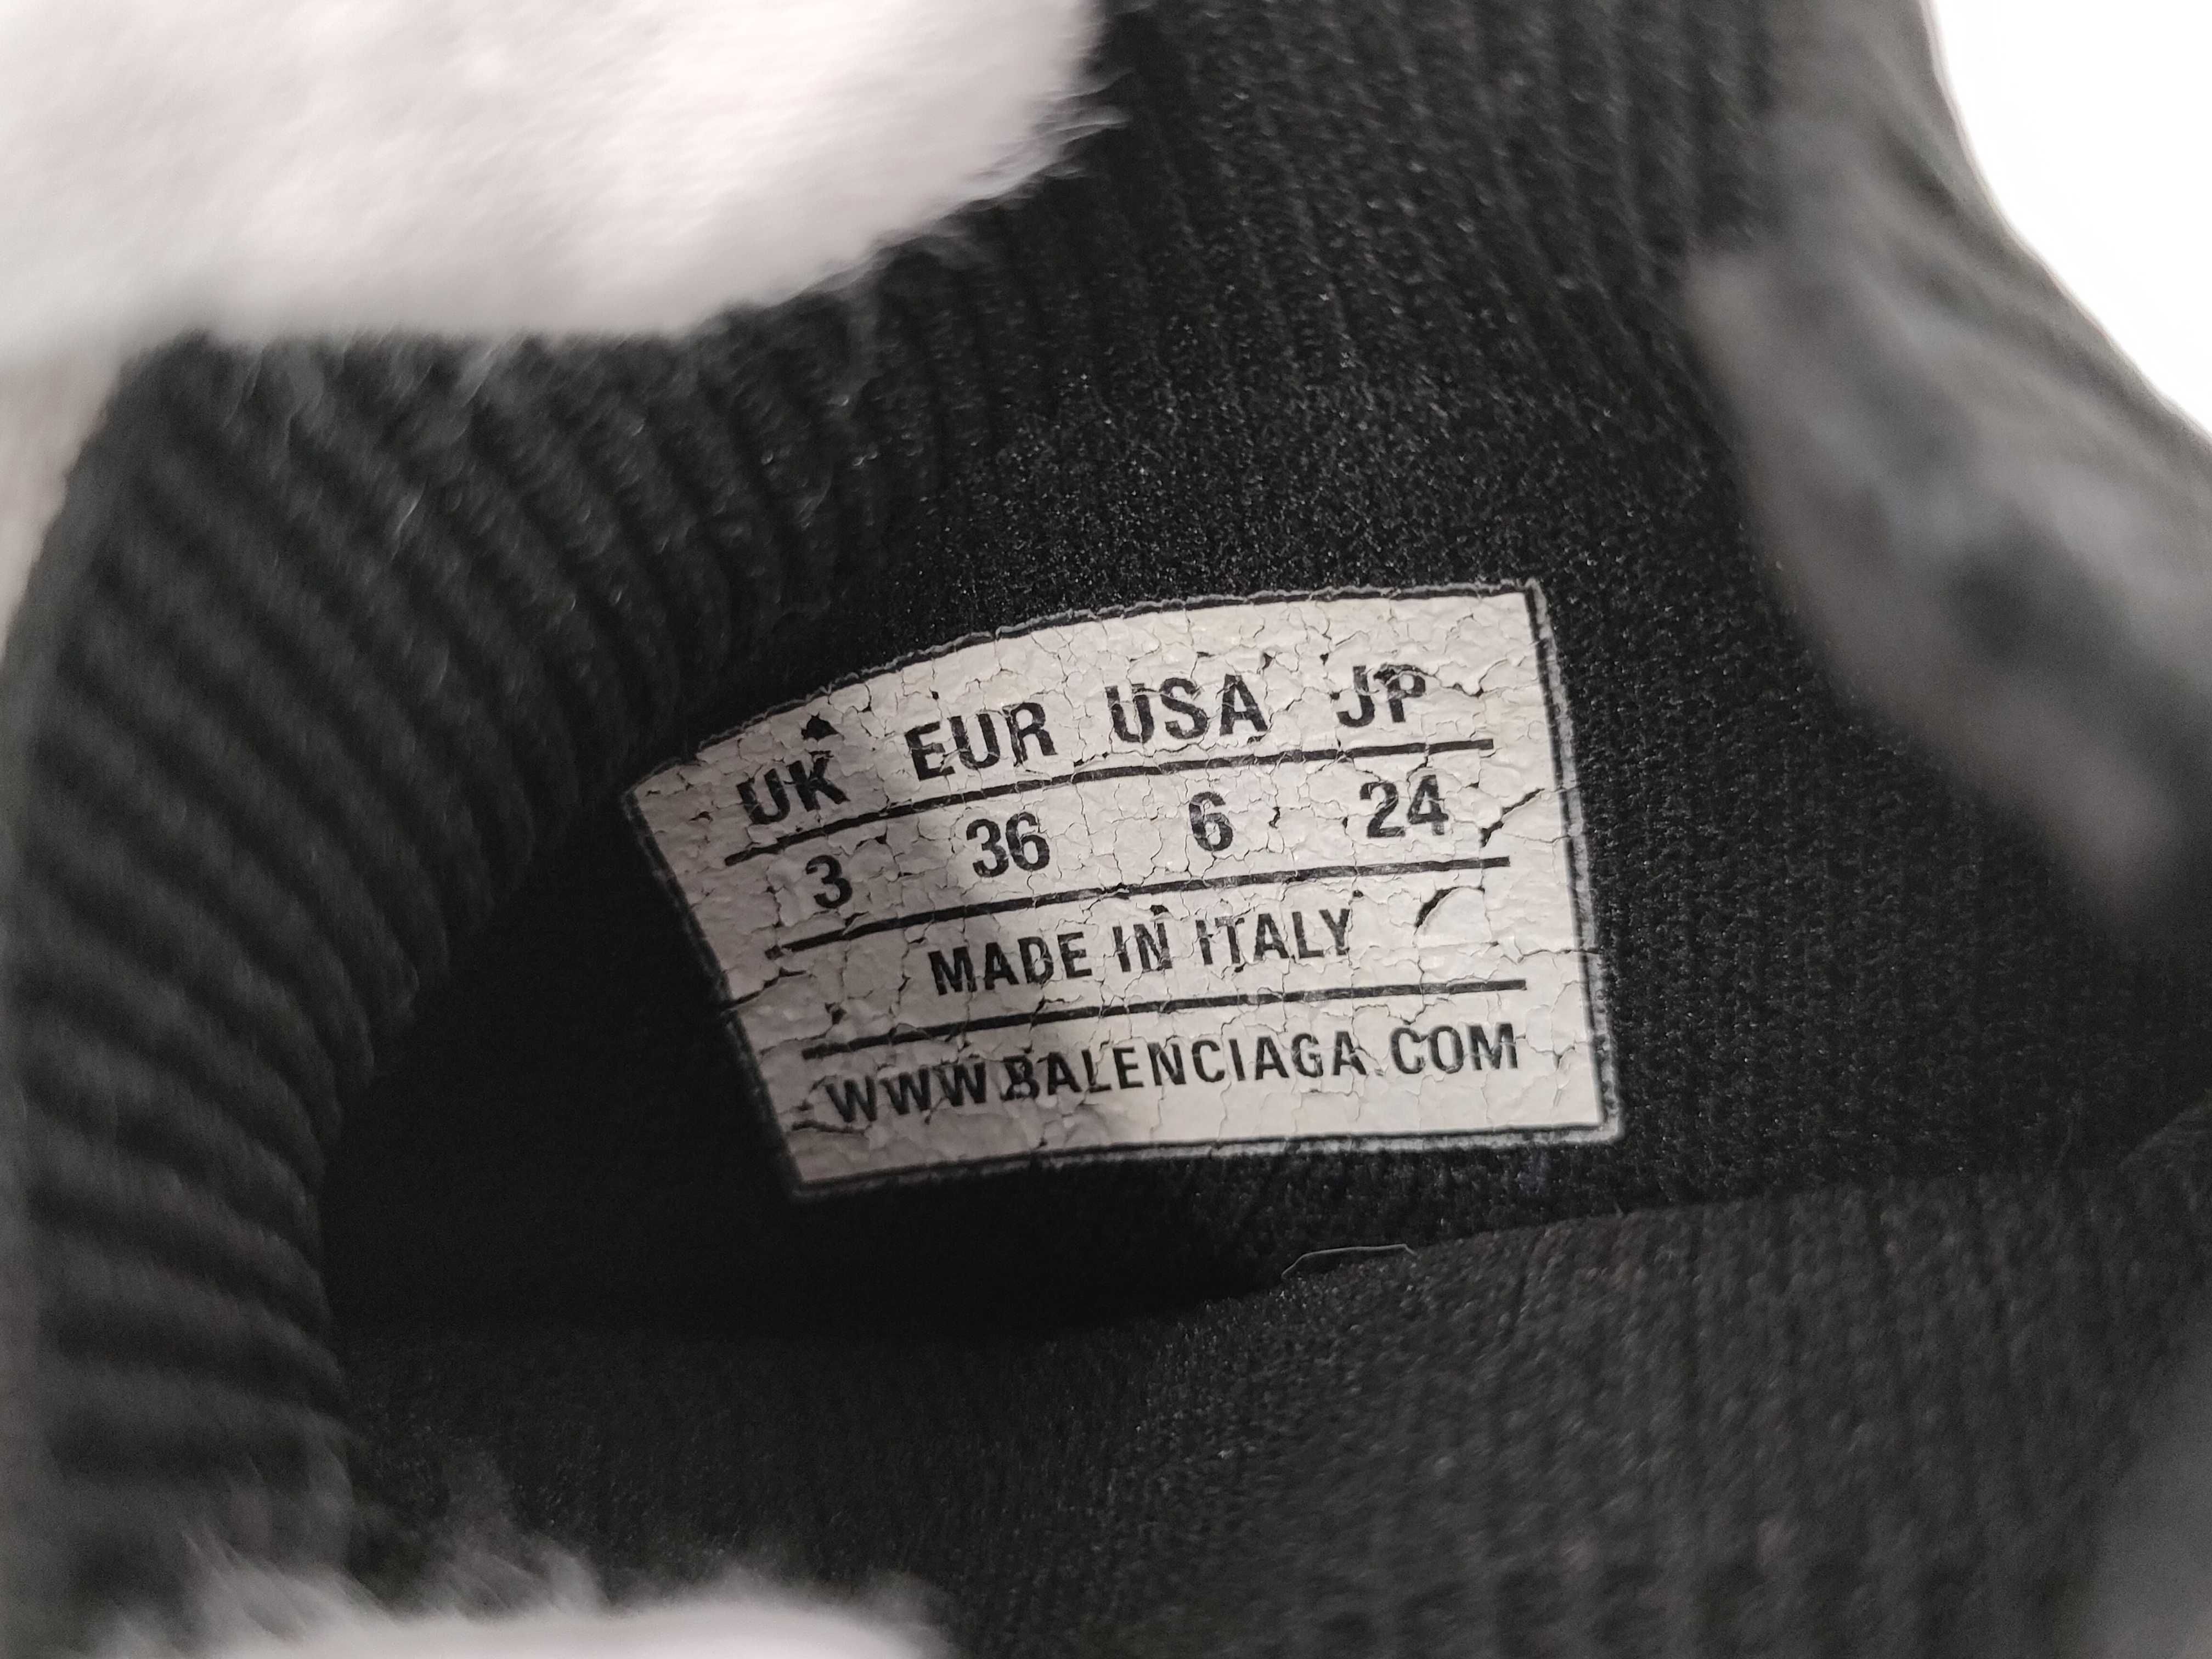 UK EUR USA JP
3 36 6 24
MADE IN ITALY
WWW.BALENCIAGA.COM